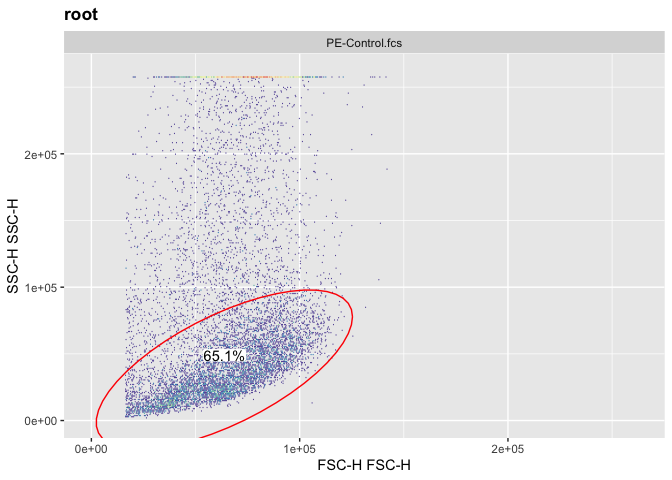 root
PE-Control.fcs
2e+05
SSC-H SSC-H
1e+05
65.1%
0e+00
0e+00 1e+05 2e+05
FSC-H FSC-H